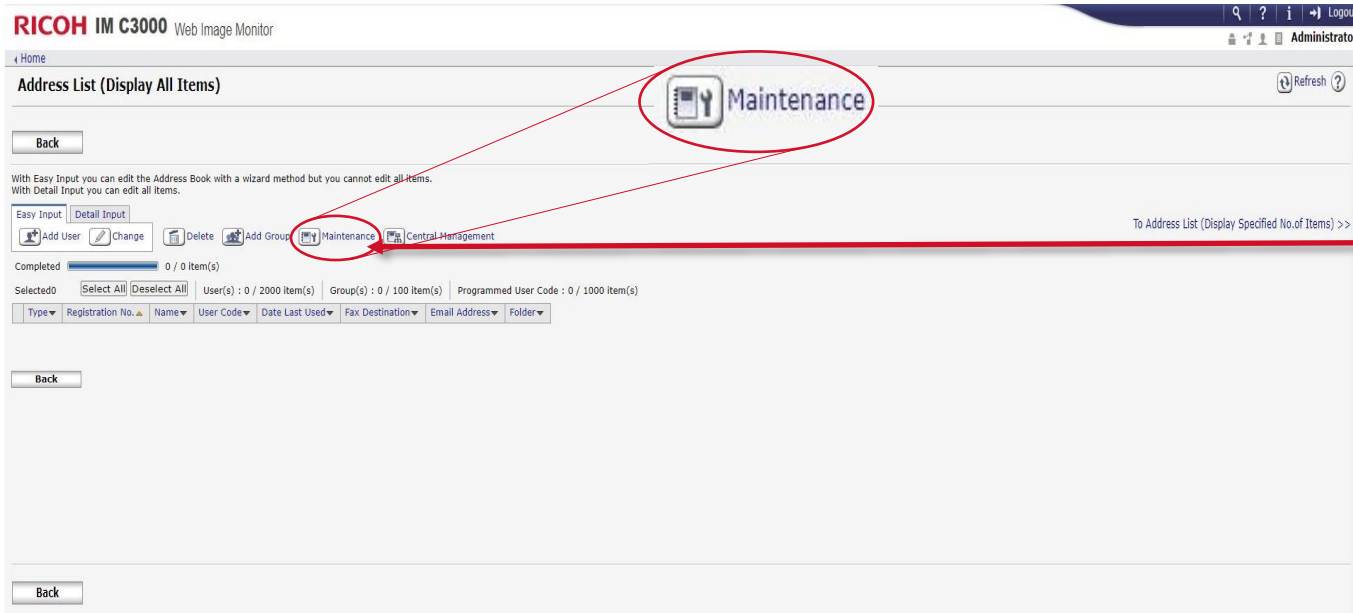 RICOH IM C3000 Web Image Monitor
? i Logou
Administrato
Home
Address List (Display All Items)
Refresh ?
Maintenance
Back
With Easy Input you can edit the Address Book with a wizard method but you cannot edit all items.
With Detail Input you can edit all items.
Easy Input Detail Input
To Address List (Display Specified No.of Items) >>
Add User Change Delete Add Group Maintenance Central Management
Completed 0 / 0 item(s)
Selected0 Select All Deselect All User(s) : 0 / 2000 item(s) Group(s) : 0 / 100 item(s) Programmed User Code : 0 / 1000 item(s)
Type Registration No. Name User Code Date Last Used Fax Destination Email Address Folder
Back
Back